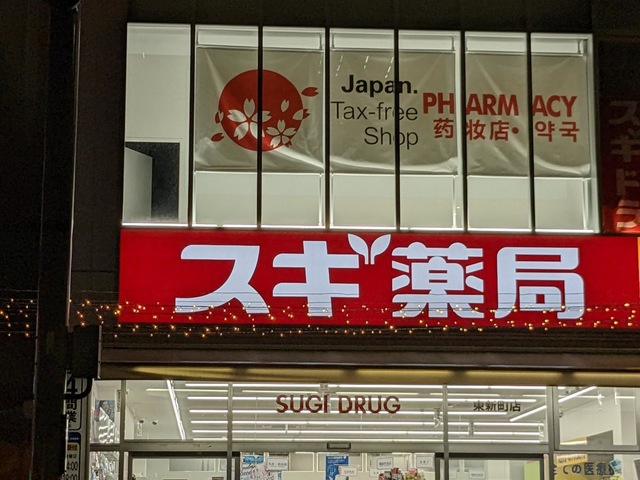 Japan.
Tax-free
Shop
PHARMACY
药妆店・약국
スギ薬局
SUGI DRUG
東新町店